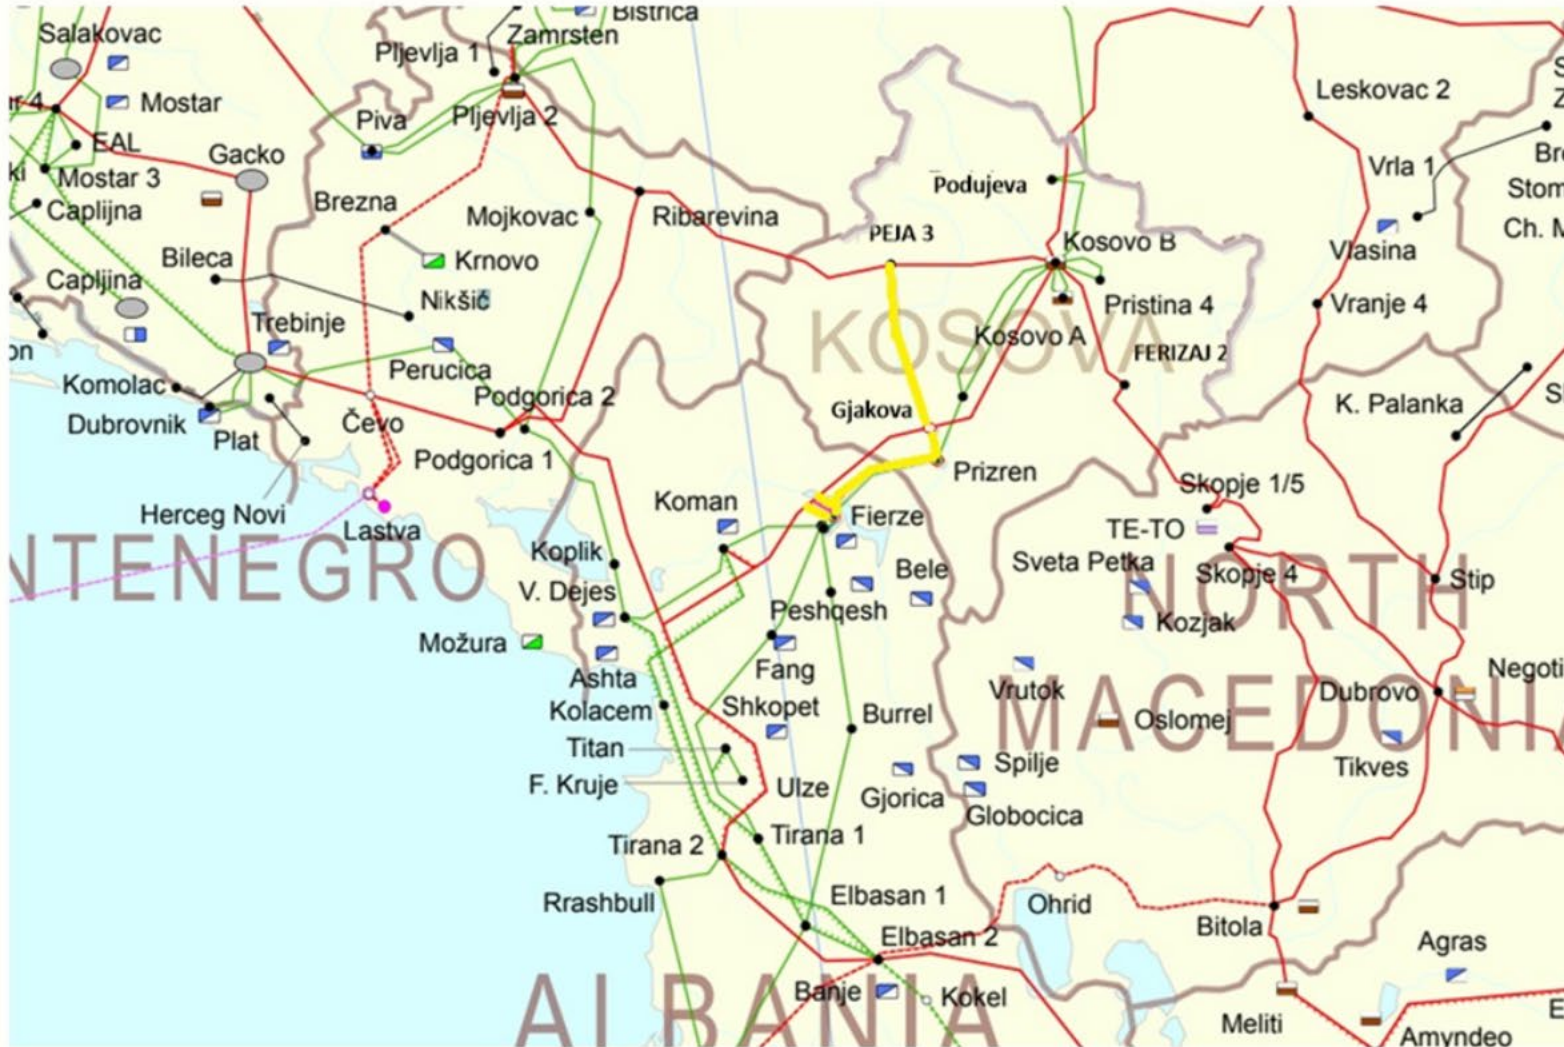 Bistrica
Salakovac
Pljevlja 1
Zamrsten
Leskovac 2
Mostar
Piva
Pljevlja 2
EAL
Gacko
Vrla 1
Mostar 3
Podujeva
Caplijna
Brezna
Mojkovac
Ribarevina
PEJA 3
Kosovo B
Vlasina
Bileca
Krnovo
Capljina
Nikšić
Pristina 4
Vranje 4
Trebinje
KOSOVA
Kosovo A
FERIZAJ 2
Komolac
Perucica
Podgorica 2
Gjakova
K. Palanka
Dubrovnik
Plat
Čevo
Podgorica 1
Prizren
Skopje 1/5
Herceg Novi
Lastva
Koman
Fierze
TE-TO
NTENEGRO
Koplik
Bele
Sveta Petka
Skopje 4
NORTH
Stip
V. Dejes
Peshqesh
Kozjak
Možura
Fang
Ashta
Vrutok
Dubrovo
Kolacem
Shkopet
Burrel
MACEDONIA
Oslomej
Titan
Spilje
Tikves
F. Kruje
Ulze
Gjorica
Globocica
Tirana 2
Tirana 1
Rrashbull
Elbasan 1
Ohrid
Bitola
Elbasan 2
Agras
ALBANIA
Banje
Kokel
Meliti
Amyndeo